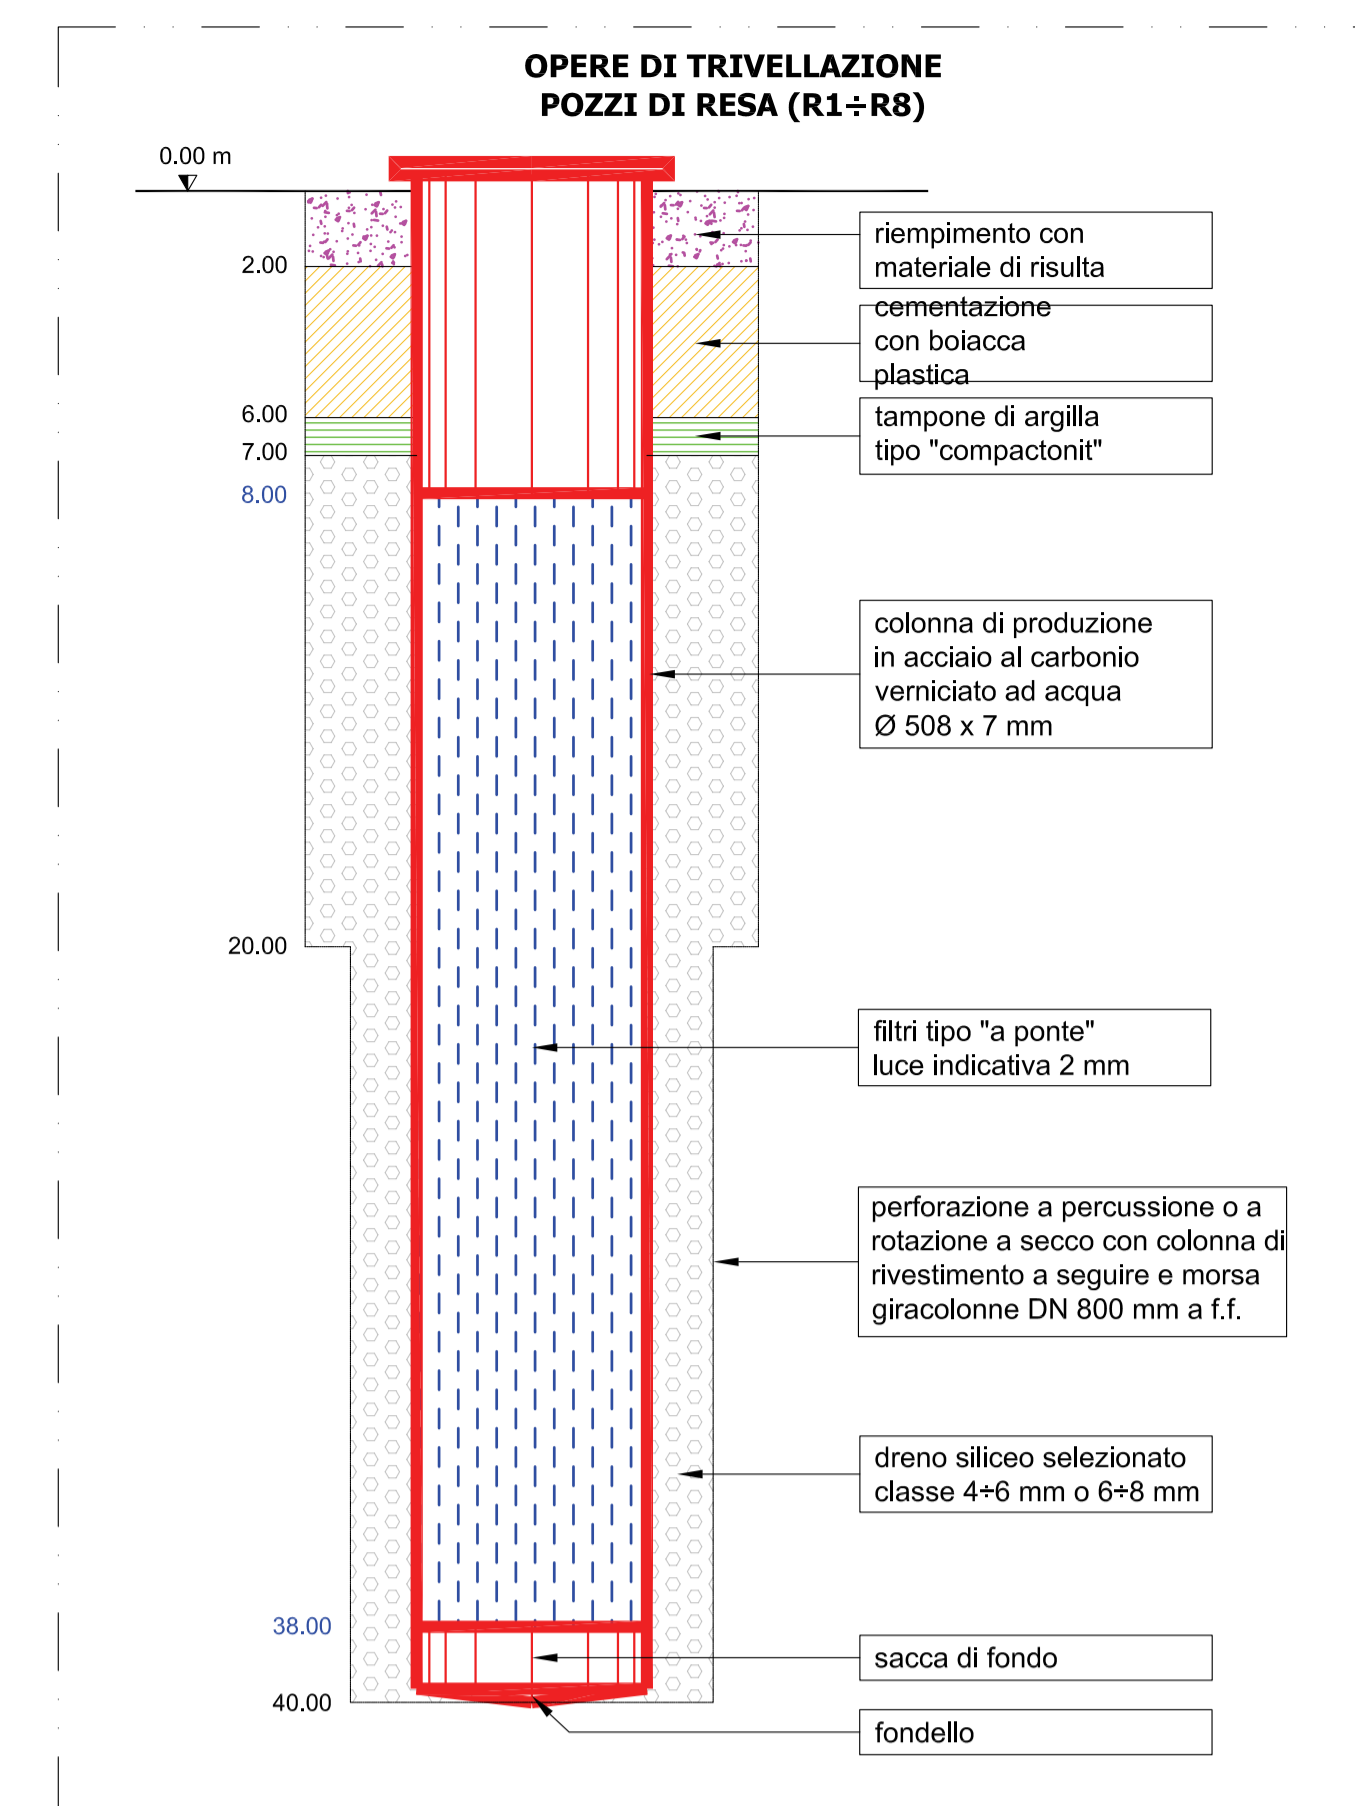 OPERE DI TRIVELLAZIONE
POZZI DI RESA (R1÷R8)
0.00 m
riempimento con
materiale di risulta
2.00
cementazione
con boiacca
plastica
6.00
tampone di argilla
tipo "compactonit"
7.00
8.00
colonna di produzione
in acciaio al carbonio
verniciato ad acqua
Ø 508 x 7 mm
20.00
filtri tipo "a ponte"
luce indicativa 2 mm
perforazione a percussione o a
rotazione a secco con colonna di
rivestimento a seguire e morsa
giracolonne DN 800 mm a f.f.
dreno siliceo selezionato
classe 4÷6 mm o 6÷8 mm
38.00
sacca di fondo
40.00
fondello